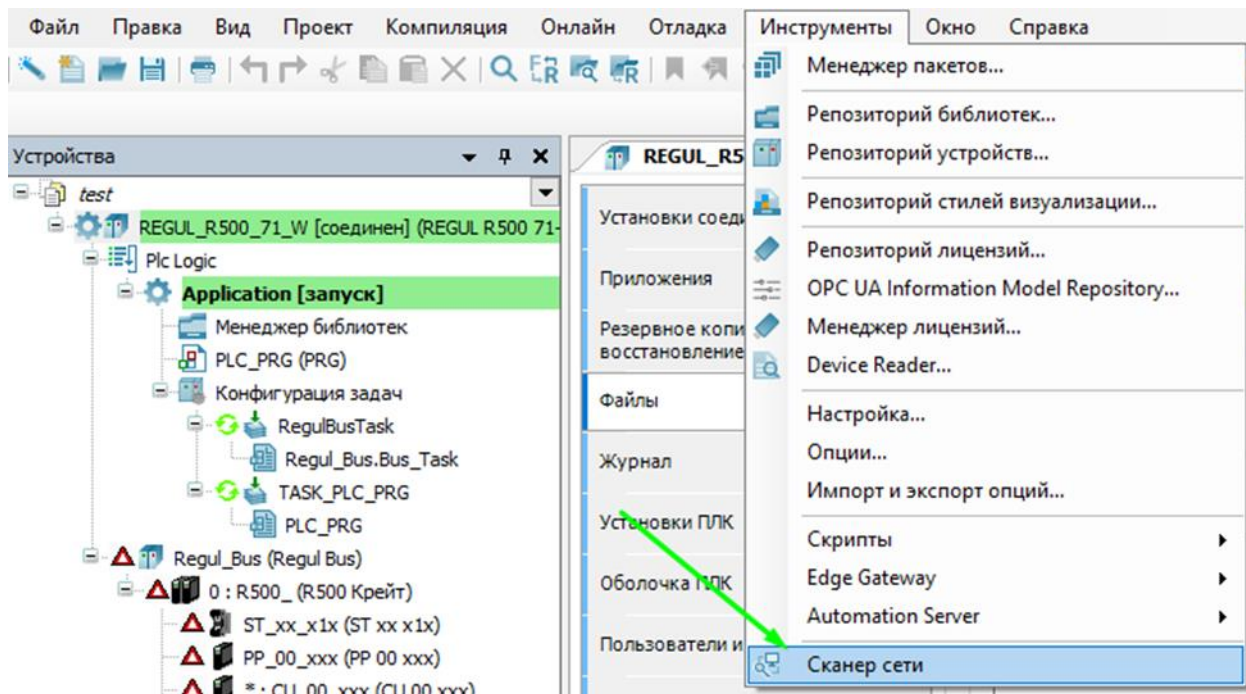 Файл Правка Вид Проект Компиляция Онлайн Отладка Инструменты Окно Справка
Устройства
test
REGUL_R500_71_W [соединен] (REGUL R500 71-
Plc Logic
Application [запуск]
Менеджер библиотек
PLC_PRG (PRG)
Конфигурация задач
RegulBusTask
Regul_Bus.Bus_Task
TASK_PLC_PRG
PLC_PRG
Regul_Bus (Regul Bus)
0 : R500_ (R500 Крейт)
ST_xx_x1x (ST xx x1x)
PP_00_xxx (PP 00 xxx)
* : CU_00_xxx (CU 00 xxx)
REGUL_R5
Установки соеди
Приложения
Резервное копи
восстановление
Файлы
Журнал
Установки ПЛК
Оболочка ПЛК
Пользователи и
Менеджер пакетов...
Репозиторий библиотек...
Репозиторий устройств...
Репозиторий стилей визуализации...
Репозиторий лицензий...
OPC UA Information Model Repository...
Менеджер лицензий...
Device Reader...
Настройка...
Опции...
Импорт и экспорт опций...
Скрипты
Edge Gateway
Automation Server
Сканер сети